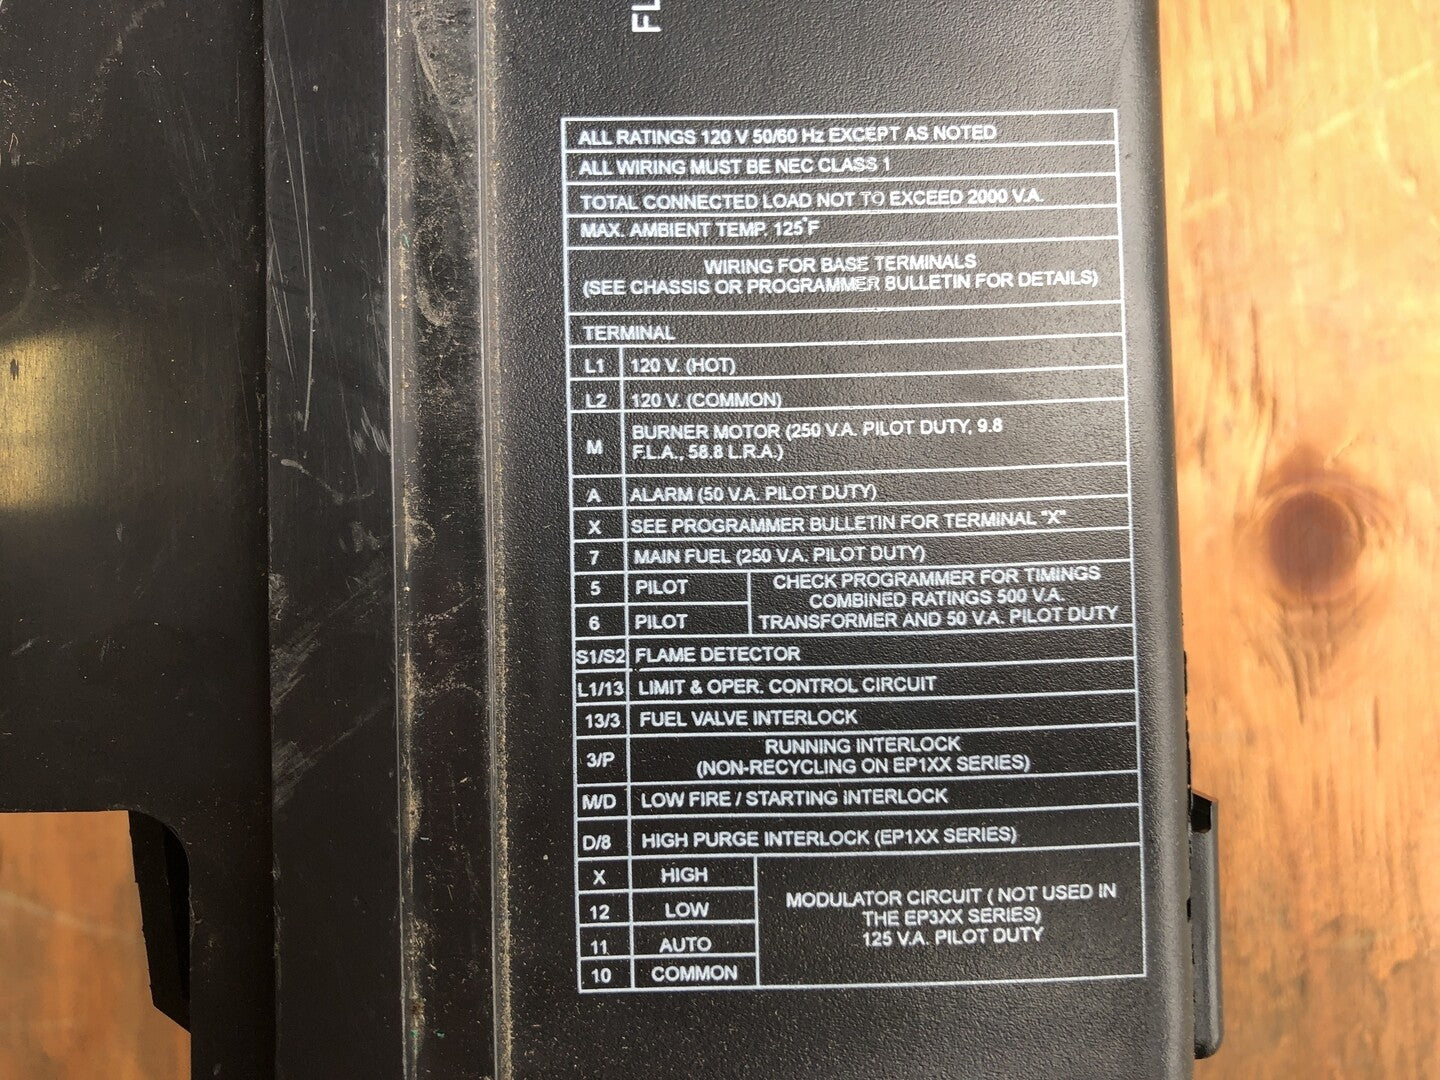 FL
ALL RATINGS 120 V 50/60 Hz EXCEPT AS NOTED
ALL WIRING MUST BE NEC CLASS 1
TOTAL CONNECTED LOAD NOT TO EXCEED 2000 V.A.
MAX. AMBIENT TEMP. 125°F
WIRING FOR BASE TERMINALS
(SEE CHASSIS OR PROGRAMMER BULLETIN FOR DETAILS)
TERMINAL
L1 120 V. (HOT)
L2 120 V. (COMMON)
M BURNER MOTOR (250 V.A. PILOT DUTY, 9.8
F.L.A., 58.8 L.R.A.)
A ALARM (50 V.A. PILOT DUTY)
X SEE PROGRAMMER BULLETIN FOR TERMINAL "X"
7 MAIN FUEL (250 V.A. PILOT DUTY)
5 PILOT
6 PILOT
CHECK PROGRAMMER FOR TIMINGS
COMBINED RATINGS 500 V.A.
TRANSFORMER AND 50 V.A. PILOT DUTY
S1/S2 FLAME DETECTOR
L1/13 LIMIT & OPER. CONTROL CIRCUIT
13/3 FUEL VALVE INTERLOCK
3/P RUNNING INTERLOCK
(NON-RECYCLING ON EP1XX SERIES)
M/D LOW FIRE / STARTING INTERLOCK
D/8 HIGH PURGE INTERLOCK (EP1XX SERIES)
X HIGH
12 LOW
11 AUTO
10 COMMON
MODULATOR CIRCUIT ( NOT USED IN
THE EP3XX SERIES)
125 V.A. PILOT DUTY